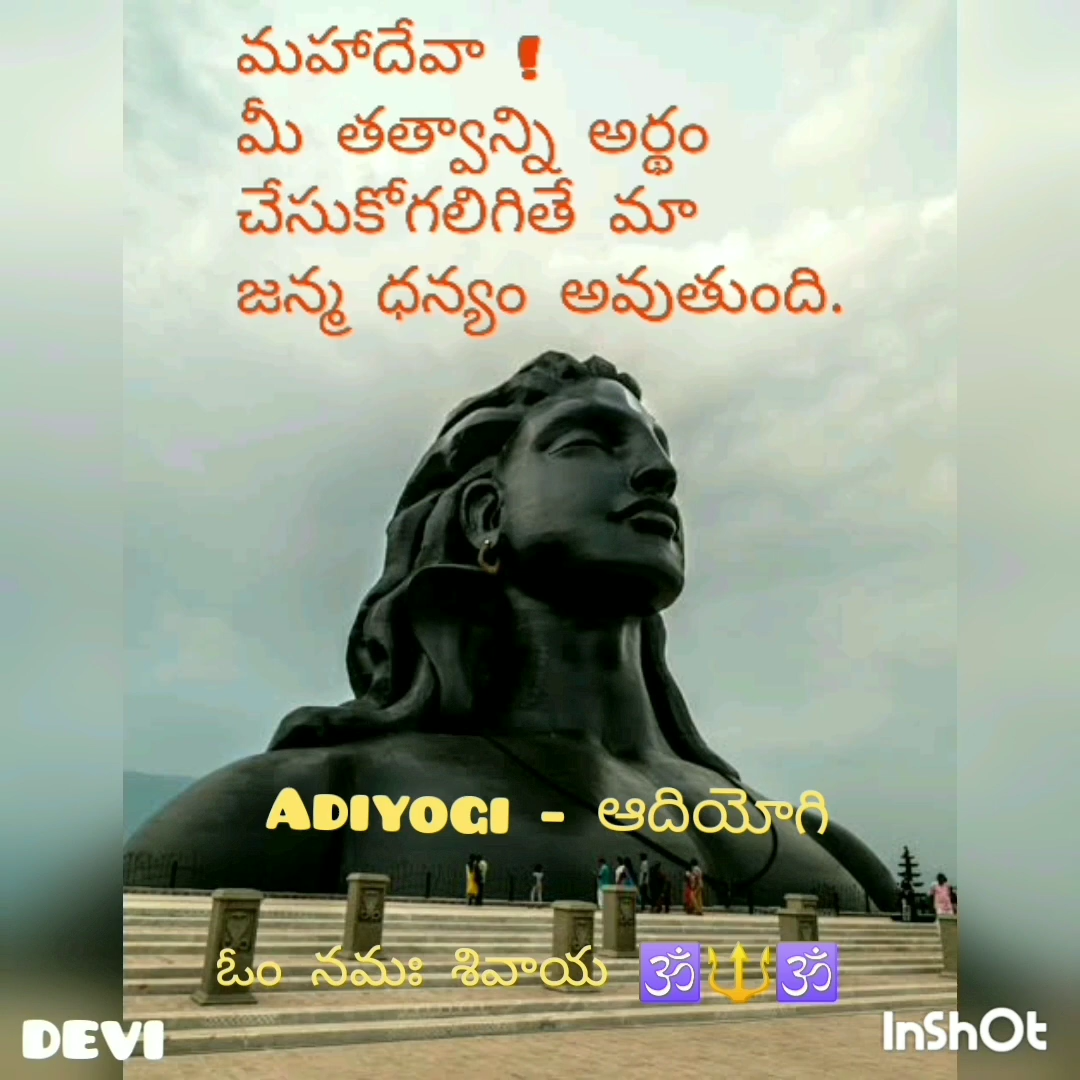 మహాదేవా !
మీ తత్వాన్ని అర్థం
చేసుకోగలిగితే మా
జన్మ ధన్యం అవుతుంది.
ADIYOGI - ఆదియోగి
ఓం నమః శివాయ 🕉🔱🕉
DEVI
InShOt